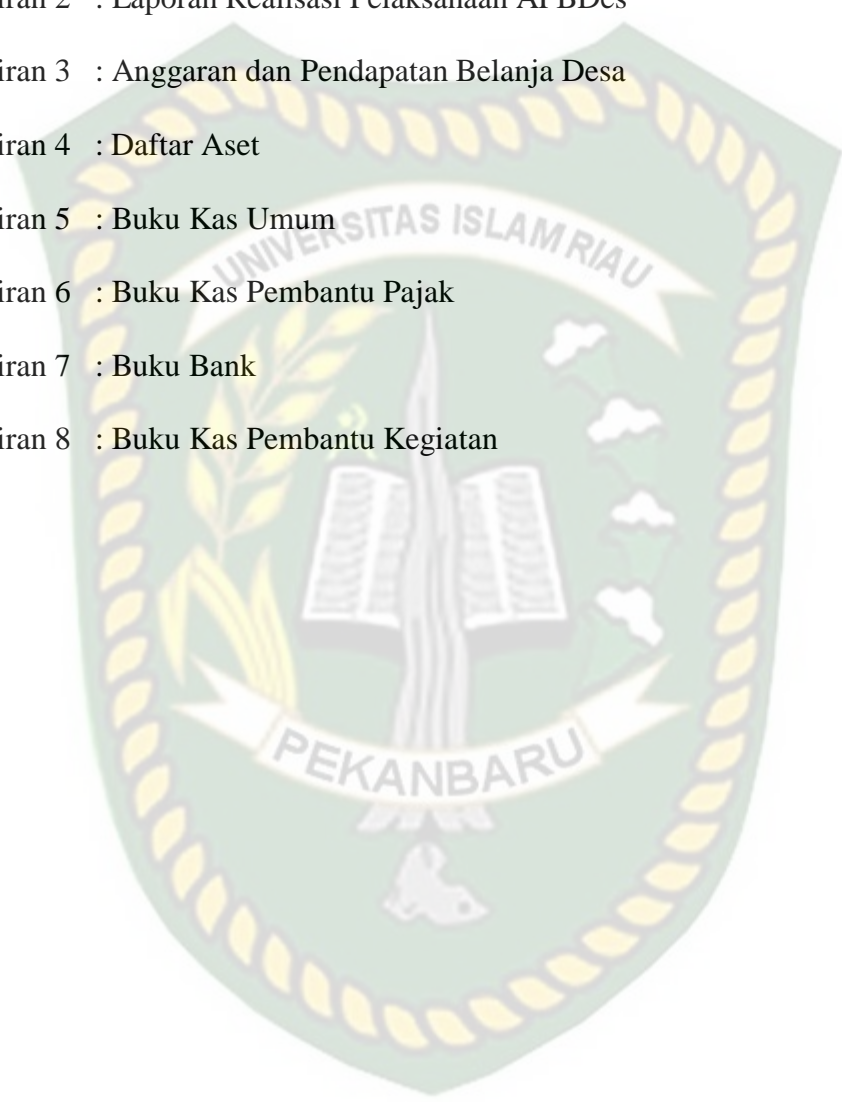 iran 2 : Laporan Realisasi Pelaksanaan APBDes
iran 3 : Anggaran dan Pendapatan Belanja Desa
iran 4 : Daftar Aset
iran 5 : Buku Kas Umum
iran 6 : Buku Kas Pembantu Pajak
iran 7 : Buku Bank
iran 8 : Buku Kas Pembantu Kegiatan
UNIVERSITAS ISLAM RIAU
PEKANBARU